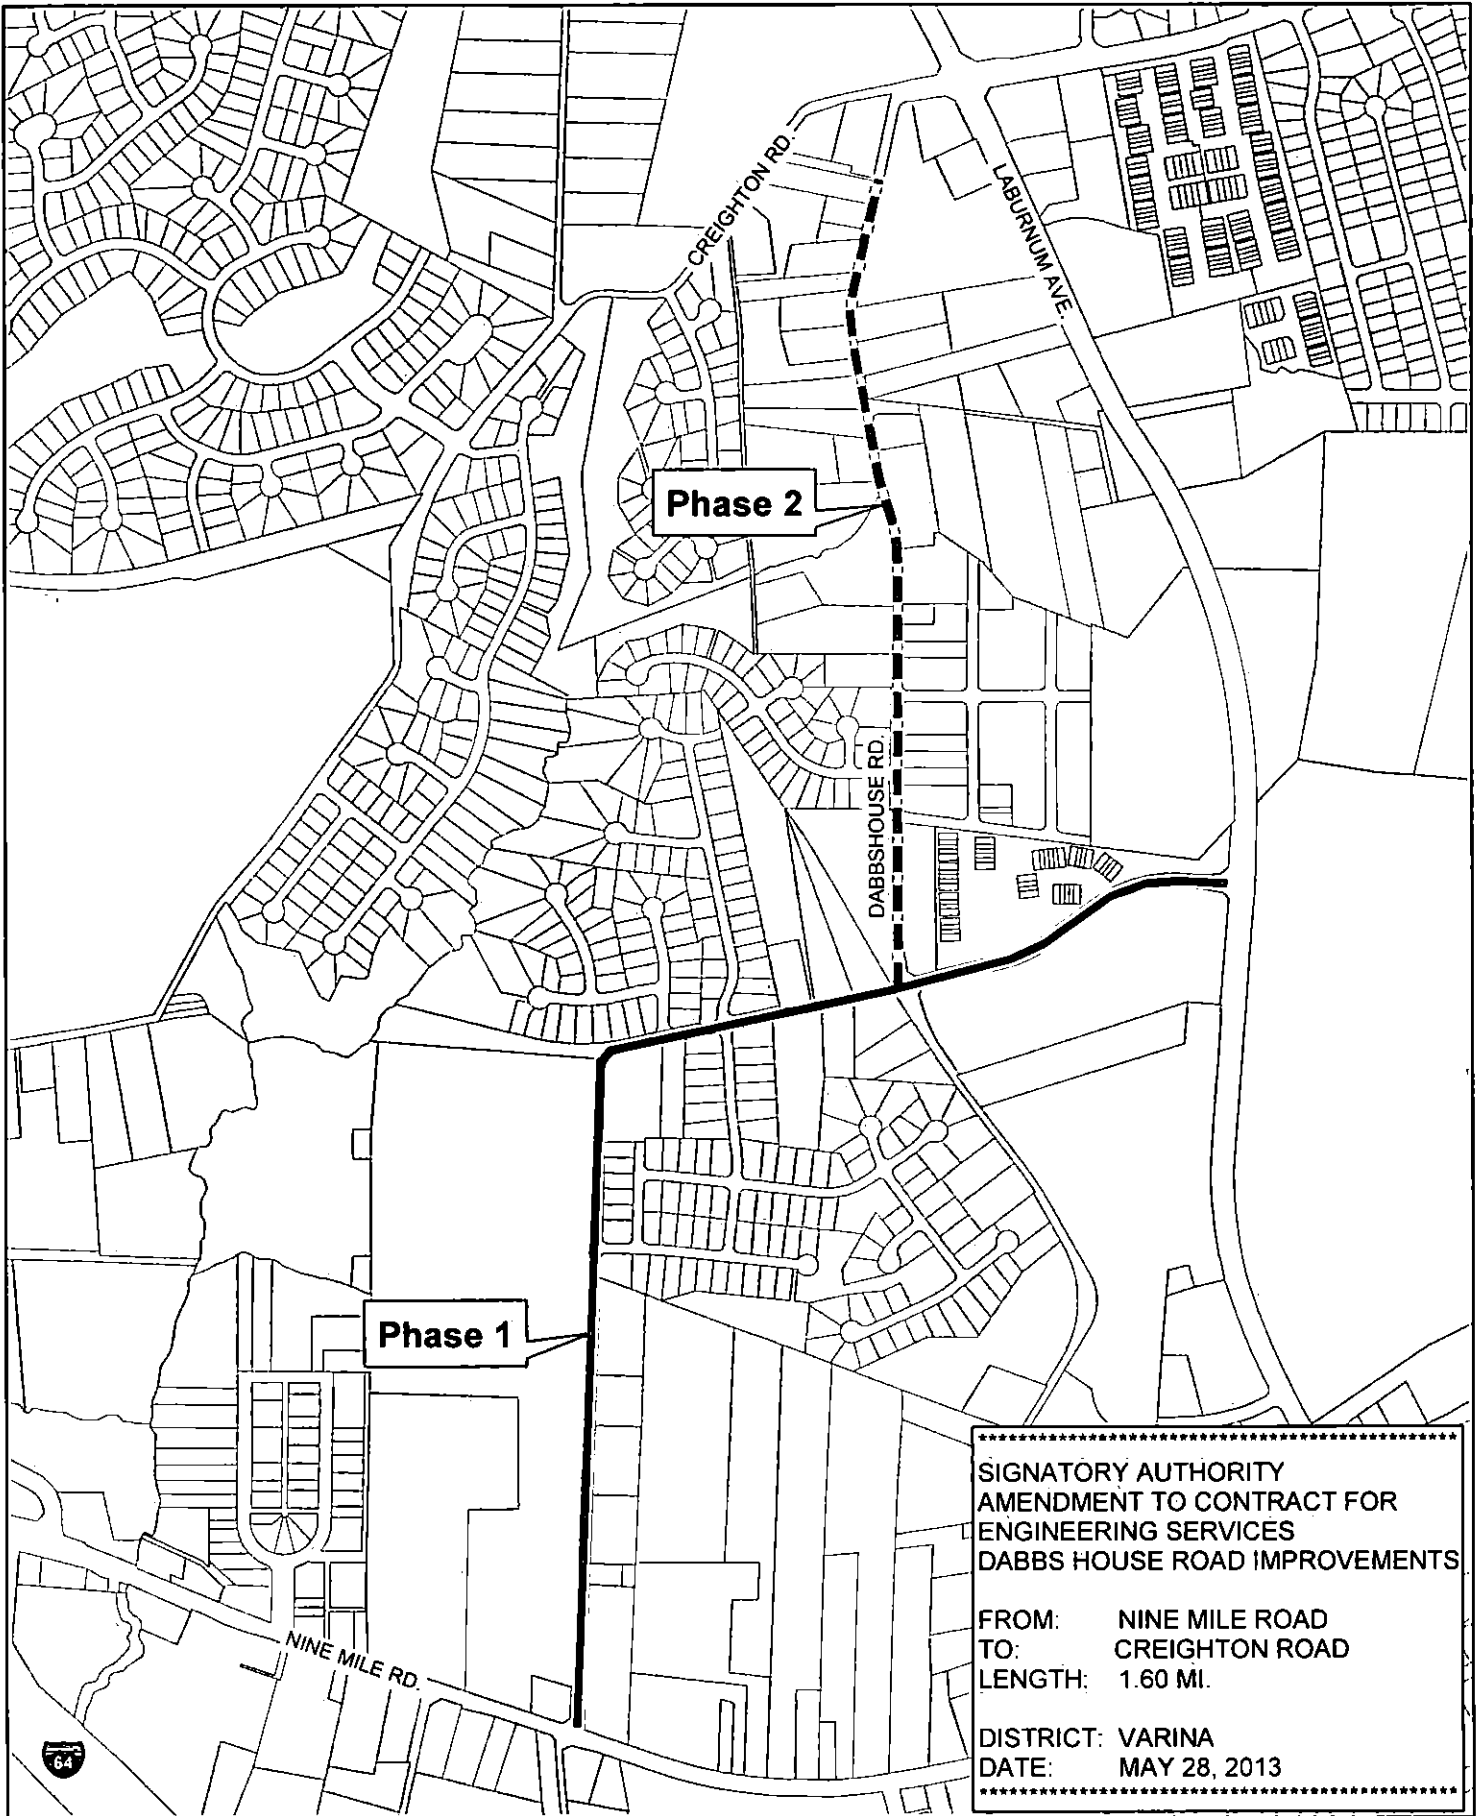 CREIGHTON RD.
LABURNUM AVE
Phase 2
DABBSHOUSE RD.
Phase 1
NINE MILE RD.
64
**************************************************
SIGNATORY AUTHORITY
AMENDMENT TO CONTRACT FOR
ENGINEERING SERVICES
DABBS HOUSE ROAD IMPROVEMENTS
FROM: NINE MILE ROAD
TO: CREIGHTON ROAD
LENGTH: 1.60 MI.
DISTRICT: VARINA
DATE: MAY 28, 2013
**************************************************